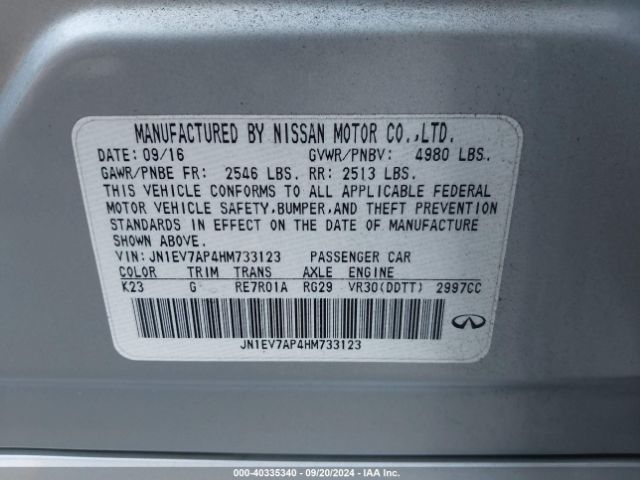 MANUFACTURED BY NISSAN MOTOR CO.,LTD.
DATE: 09/16 GVWR/PNBV: 4980 LBS.
GAWR/PNBE FR: 2546 LBS. RR: 2513 LBS.
THIS VEHICLE CONFORMS TO ALL APPLICABLE FEDERAL
MOTOR VEHICLE SAFETY,BUMPER,AND THEFT PREVENTION
STANDARDS IN EFFECT ON THE DATE OF MANUFACTURE
SHOWN ABOVE.
VIN: JN1EV7AP4HM733123 PASSENGER CAR
COLOR TRIM TRANS AXLE ENGINE
K23 G RE7R01A RG29 VR30(DDTT) 2997CC
JN1EV7AP4HM733123
000-40335340 - 09/20/2024 - IAAI.COM